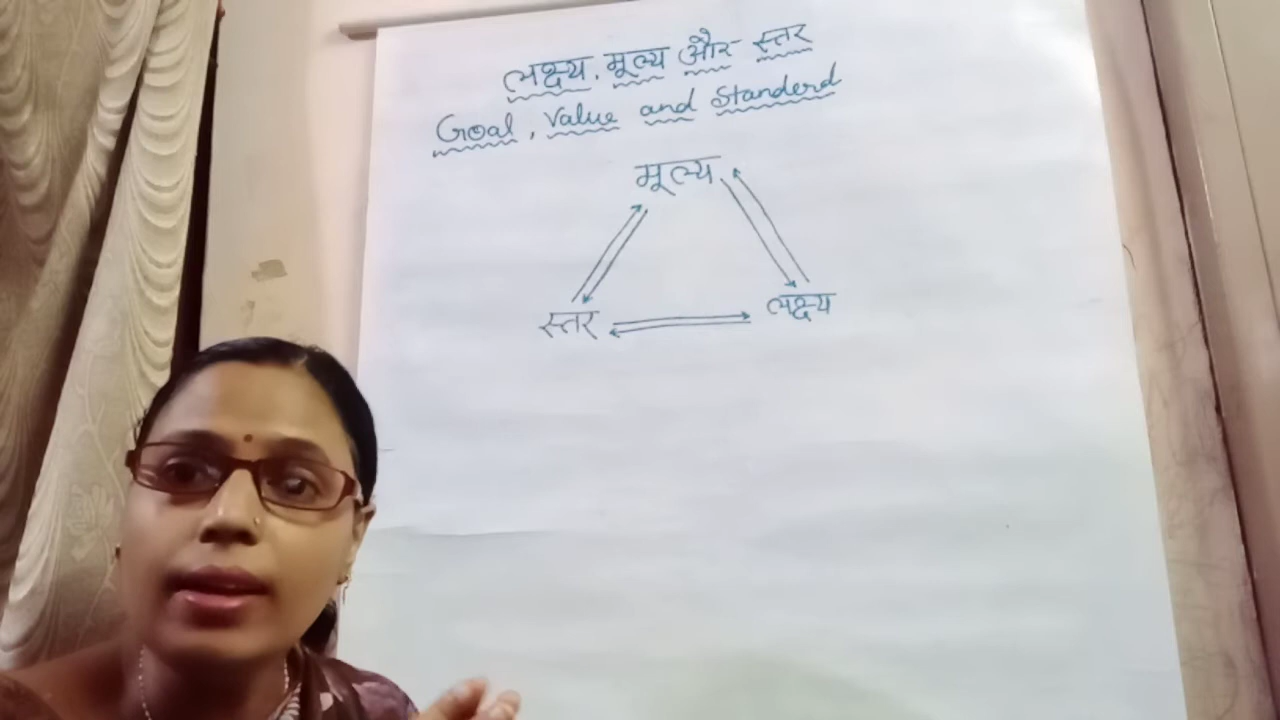 लक्ष्य, मूल्य और स्तर
Goal, Value and Standerd
मूल्य
स्तर
लक्ष्य